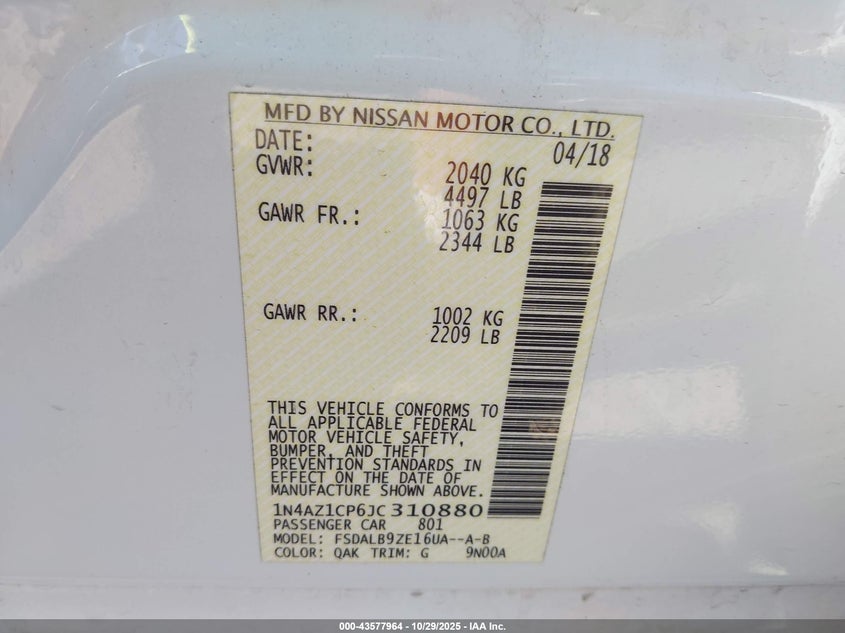 MFD BY NISSAN MOTOR CO., LTD.
DATE: 04/18
GVWR: 2040 KG
4497 LB
GAWR FR.: 1063 KG
2344 LB
GAWR RR.: 1002 KG
2209 LB
THIS VEHICLE CONFORMS TO
ALL APPLICABLE FEDERAL
MOTOR VEHICLE SAFETY,
BUMPER, AND THEFT
PREVENTION STANDARDS IN
EFFECT ON THE DATE OF
MANUFACTURE SHOWN ABOVE.
1N4AZ1CP6JC310880
PASSENGER CAR 801
MODEL: FSDALB9ZE16UA--A-B
COLOR: QAK TRIM: G 9N00A
000-43577964 | 10/29/2025 - IAA Inc.